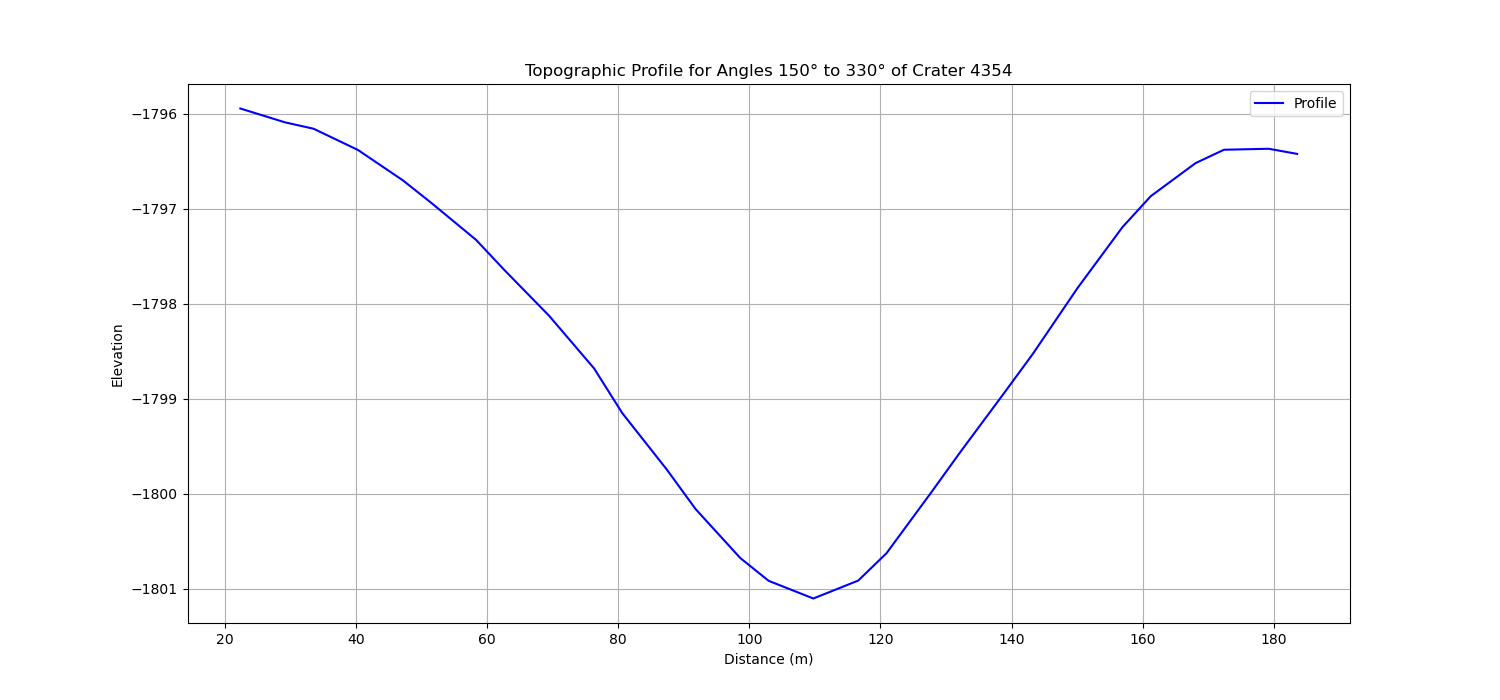 Topographic Profile for Angles 150° to 330° of Crater 4354
Profile
−1796
−1797
−1798
−1799
−1800
−1801
Elevation
20 40 60 80 100 120 140 160 180
Distance (m)